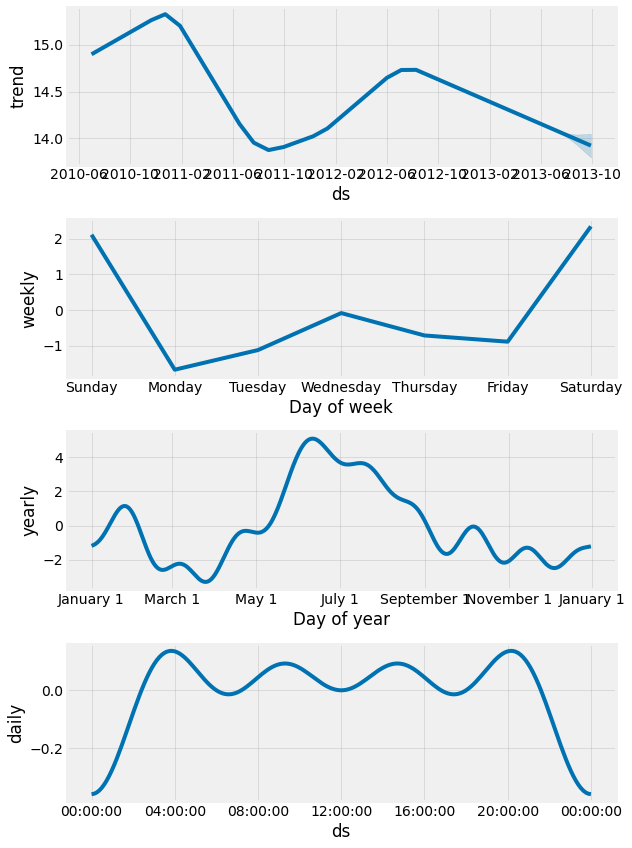 trend
15.0
14.5
14.0
2010-06 2010-10 2011-02 2011-06 2011-10 2012-02 2012-06 2012-10 2013-02 2013-06 2013-10
ds
weekly
2
1
0
−1
Sunday Monday Tuesday Wednesday Thursday Friday Saturday
Day of week
yearly
4
2
0
−2
January 1 March 1 May 1 July 1 September 1 November 1 January 1
Day of year
daily
0.0
−0.2
00:00:00 04:00:00 08:00:00 12:00:00 16:00:00 20:00:00 00:00:00
ds